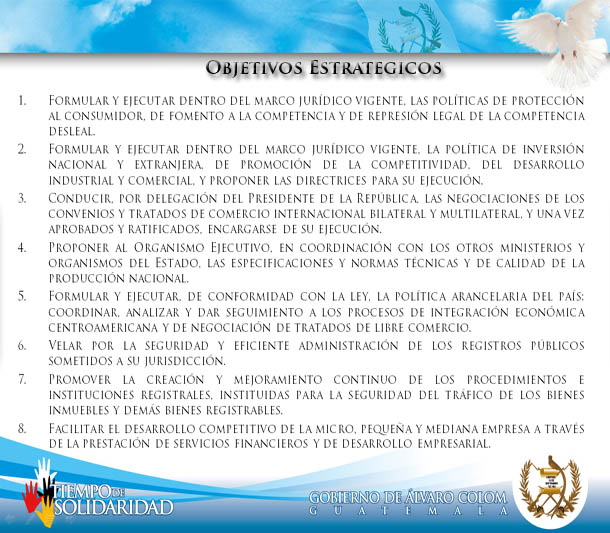 Objetivos Estrategicos
1. Formular y ejecutar dentro del marco jurídico vigente, las políticas de protección
al consumidor, de fomento a la competencia y de represión legal de la competencia
desleal.
2. Formular y ejecutar dentro del marco jurídico vigente, la política de inversión
nacional y extranjera, de promoción de la competitividad. del desarrollo
industrial y comercial, y proponer las directrices para su ejecución.
3. Conducir, por delegación del Presidente de la República, las negociaciones de los
convenios y tratados de comercio internacional bilateral y multilateral, y una vez
aprobados y ratificados, encargarse de su ejecución.
4. Proponer al Organismo Ejecutivo, en coordinación con los otros ministerios y
organismos del Estado, las especificaciones y normas técnicas y de calidad de la
producción nacional.
5. Formular y ejecutar, de conformidad con la ley, la política arancelaria del país;
coordinar, analizar y dar seguimiento a los procesos de integración económica
centroamericana y de negociación de tratados de libre comercio.
6. Velar por la seguridad y eficiente administración de los registros públicos
sometidos a su jurisdicción.
7. Promover la creación y mejoramiento continuo de los procedimientos e
instituciones registrales, instituidas para la seguridad del tráfico de los bienes
inmuebles y demás bienes registrables.
8. Facilitar el desarrollo competitivo de la micro, pequeña y mediana empresa a través
de la prestación de servicios financieros y de desarrollo empresarial.
TIEMPO DE
SOLIDARIDAD
GOBIERNO DE ÁLVARO COLOM
GUATEMALA